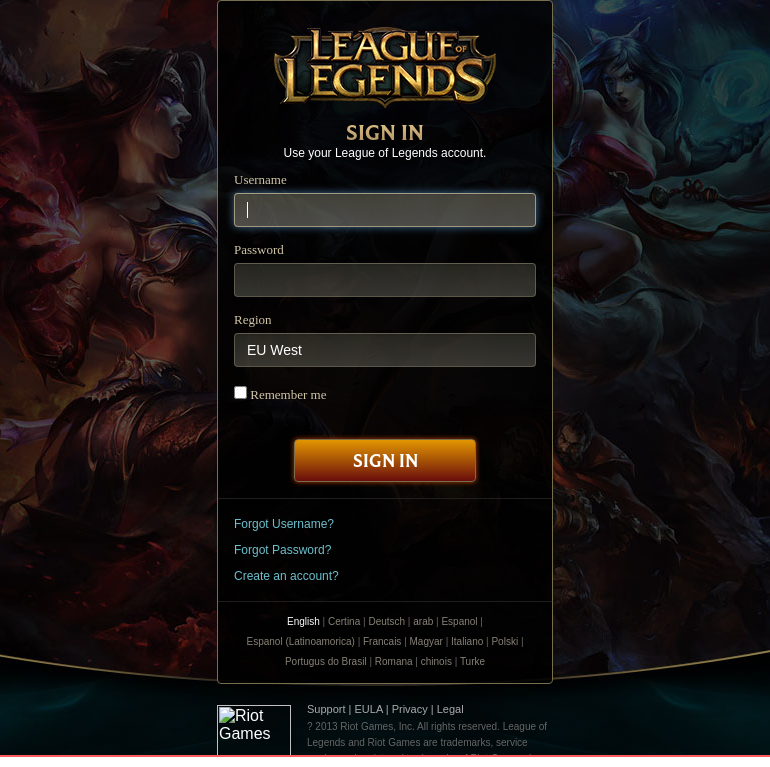 LEAGUE OF
LEGENDS
SIGN IN
Use your League of Legends account.
Username
Password
Region
EU West
Remember me
SIGN IN
Forgot Username?
Forgot Password?
Create an account?
English | Certina | Deutsch | arab | Espanol |
Espanol (Latinoamorica) | Francais | Magyar | Italiano | Polski |
Portugus do Brasil | Romana | chinois | Turke
Riot Games
Support | EULA | Privacy | Legal
? 2013 Riot Games, Inc. All rights reserved. League of
Legends and Riot Games are trademarks, service